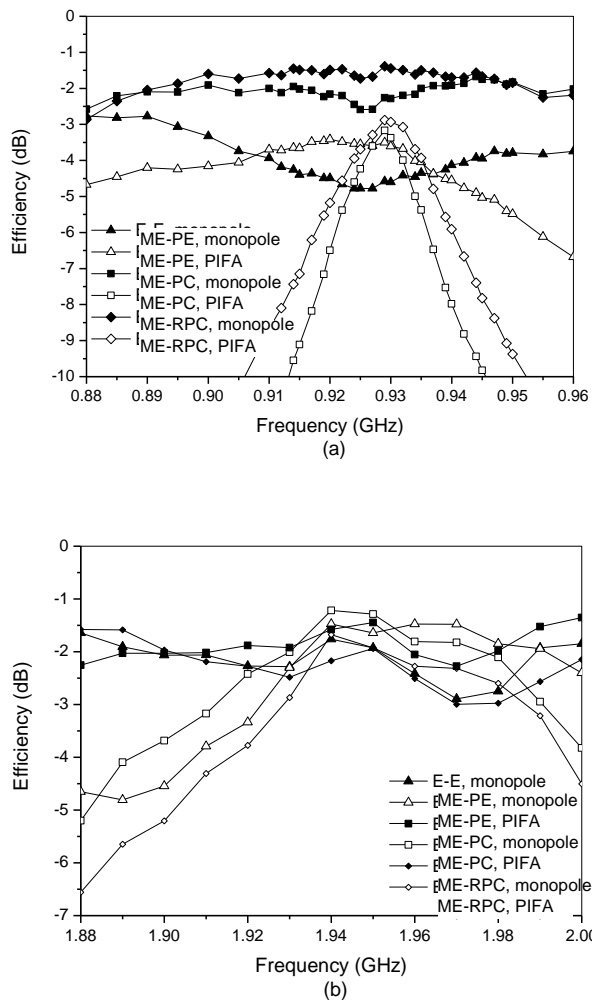 0
-1
-2
-3
-4
-5
-6
-7
-8
-9
-10
Efficiency (dB)
ME-PE, monopole
ME-PE, PIFA
ME-PC, monopole
ME-PC, PIFA
ME-RPC, monopole
ME-RPC, PIFA
0.88 0.89 0.90 0.91 0.92 0.93 0.94 0.95 0.96
Frequency (GHz)
(a)
0
-1
-2
-3
-4
-5
-6
-7
Efficiency (dB)
E-E, monopole
ME-PE, monopole
ME-PE, PIFA
ME-PC, monopole
ME-PC, PIFA
ME-RPC, monopole
ME-RPC, PIFA
1.88 1.90 1.92 1.94 1.96 1.98 2.00
Frequency (GHz)
(b)